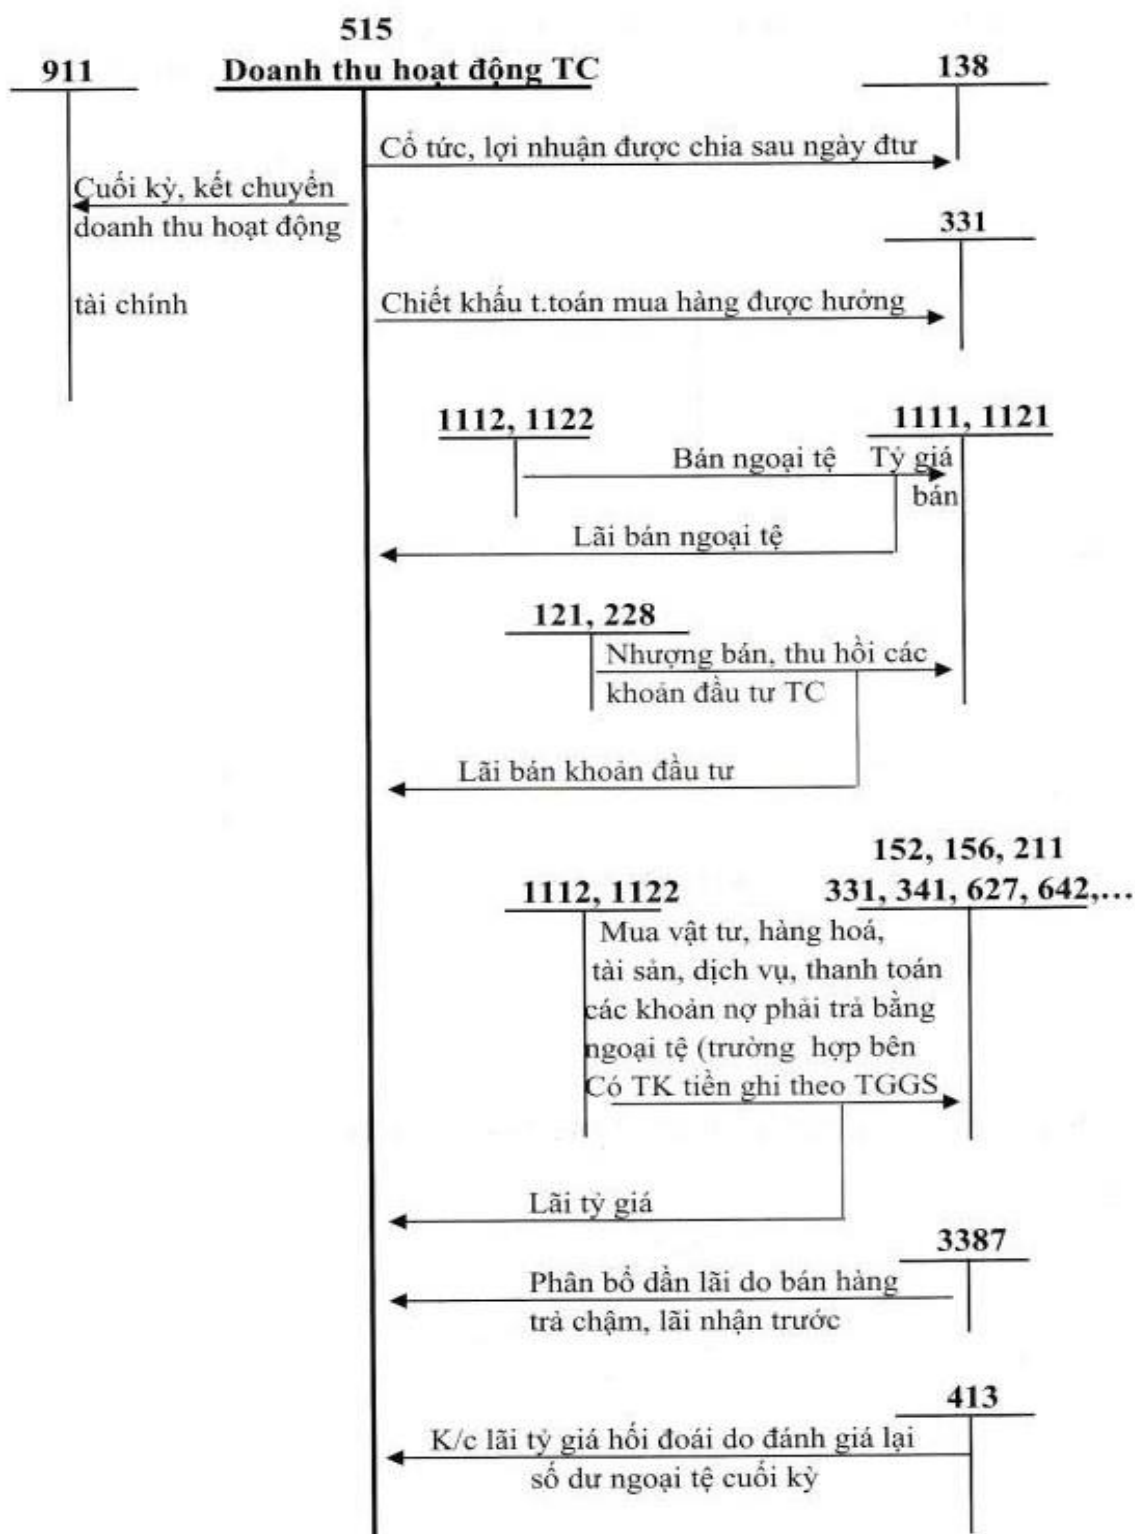 515
911
Doanh thu hoạt động TC
138
Cổ tức, lợi nhuận được chia sau ngày đtư
Cuối kỳ, kết chuyển
doanh thu hoạt động
tài chính
331
Chiết khấu t.toán mua hàng được hưởng
1112, 1122
1111, 1121
Bán ngoại tệ
Tỷ giá
bán
Lãi bán ngoại tệ
121, 228
Nhượng bán, thu hồi các
khoản đầu tư TC
Lãi bán khoản đầu tư
152, 156, 211
1112, 1122
331, 341, 627, 642,...
Mua vật tư, hàng hoá,
tài sản, dịch vụ, thanh toán
các khoản nợ phải trả bằng
ngoại tệ (trường hợp bên
Có TK tiền ghi theo TGGS
Lãi tỷ giá
3387
Phân bổ dần lãi do bán hàng
trả chậm, lãi nhận trước
413
K/c lãi tỷ giá hối đoái do đánh giá lại
số dư ngoại tệ cuối kỳ